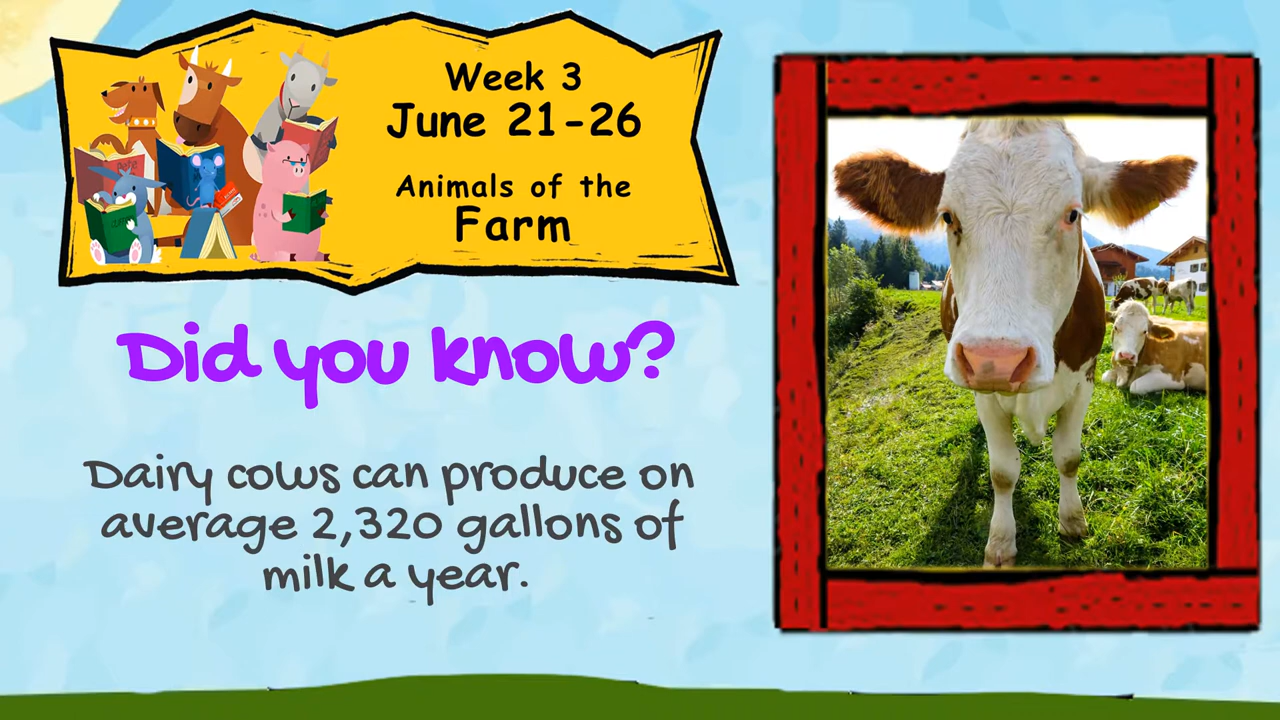 Week 3
June 21-26
Animals of the
Farm
Did you know?
Dairy cows can produce on
average 2,320 gallons of
milk a year.